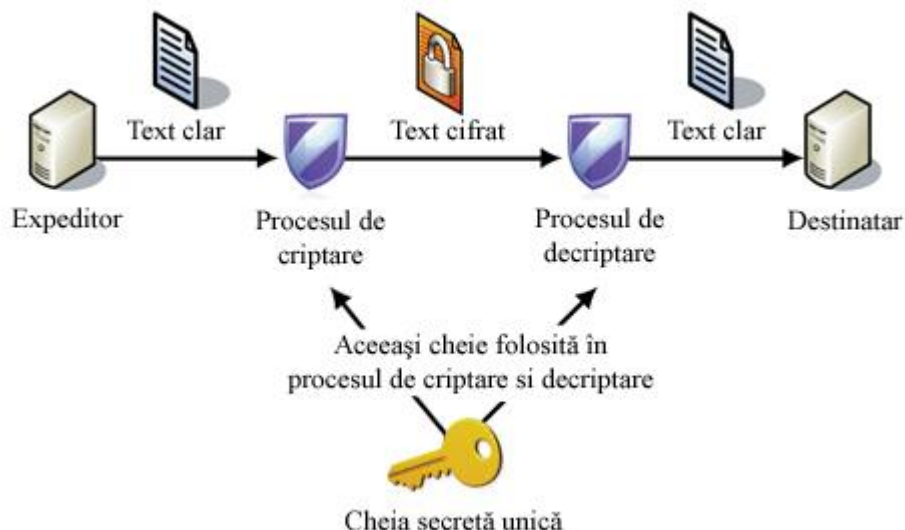 Text clar
Text cifrat
Text clar
Expeditor
Procesul de
criptare
Procesul de
decriptare
Destinatar
Aceeaşi cheie folosită în
procesul de criptare si decriptare
Cheia secretă unică